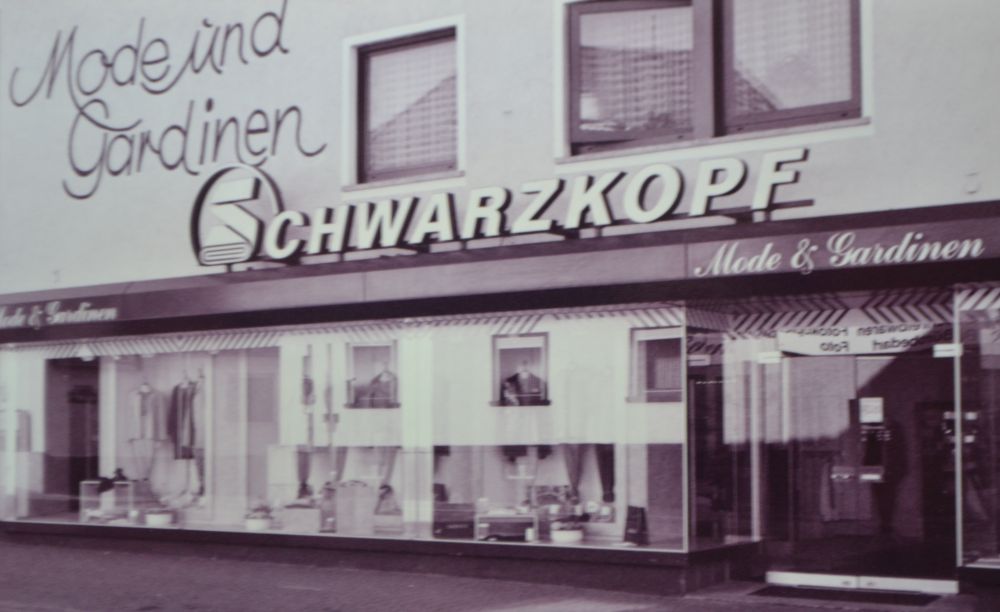 Mode und
Gardinen
SCHWARZKOPF
Mode & Gardinen
Mode & Gardinen